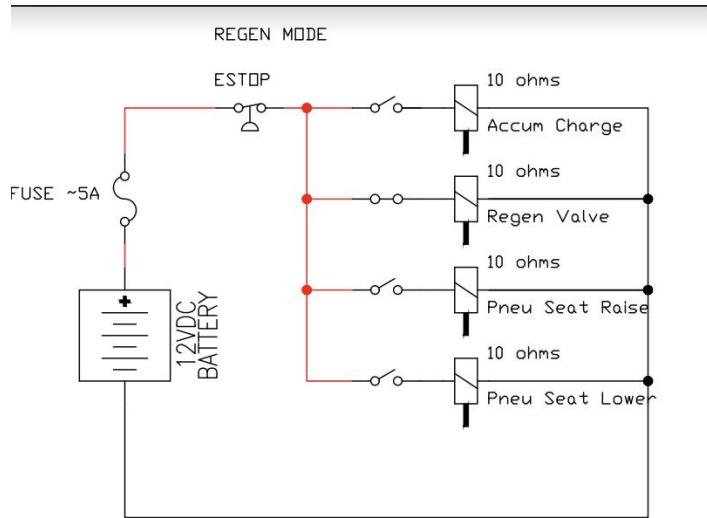 REGEN MODE
ESTOP
10 ohms
Accum Charge
10 ohms
FUSE ~5A
Regen Valve
10 ohms
12VDC
BATTERY
Pneu Seat Raise
10 ohms
Pneu Seat Lower